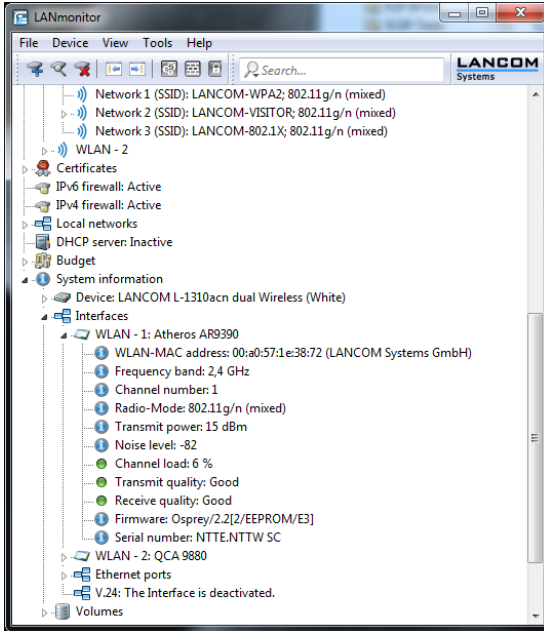 LANmonitor
File Device View Tools Help
Search...
LANCOM
Systems
Network 1 (SSID): LANCOM-WPA2; 802.11g/n (mixed)
Network 2 (SSID): LANCOM-VISITOR; 802.11g/n (mixed)
Network 3 (SSID): LANCOM-802.1X; 802.11g/n (mixed)
WLAN - 2
Certificates
IPv6 firewall: Active
IPv4 firewall: Active
Local networks
DHCP server: Inactive
Budget
System information
Device: LANCOM L-1310acn dual Wireless (White)
Interfaces
WLAN - 1: Atheros AR9390
WLAN-MAC address: 00:a0:57:1e:38:72 (LANCOM Systems GmbH)
Frequency band: 2,4 GHz
Channel number: 1
Radio-Mode: 802.11g/n (mixed)
Transmit power: 15 dBm
Noise level: -82
Channel load: 6 %
Transmit quality: Good
Receive quality: Good
Firmware: Osprey/2.2[2/EEPROM/E3]
Serial number: NTTE.NTTW SC
WLAN - 2: QCA 9880
Ethernet ports
V.24: The Interface is deactivated.
Volumes